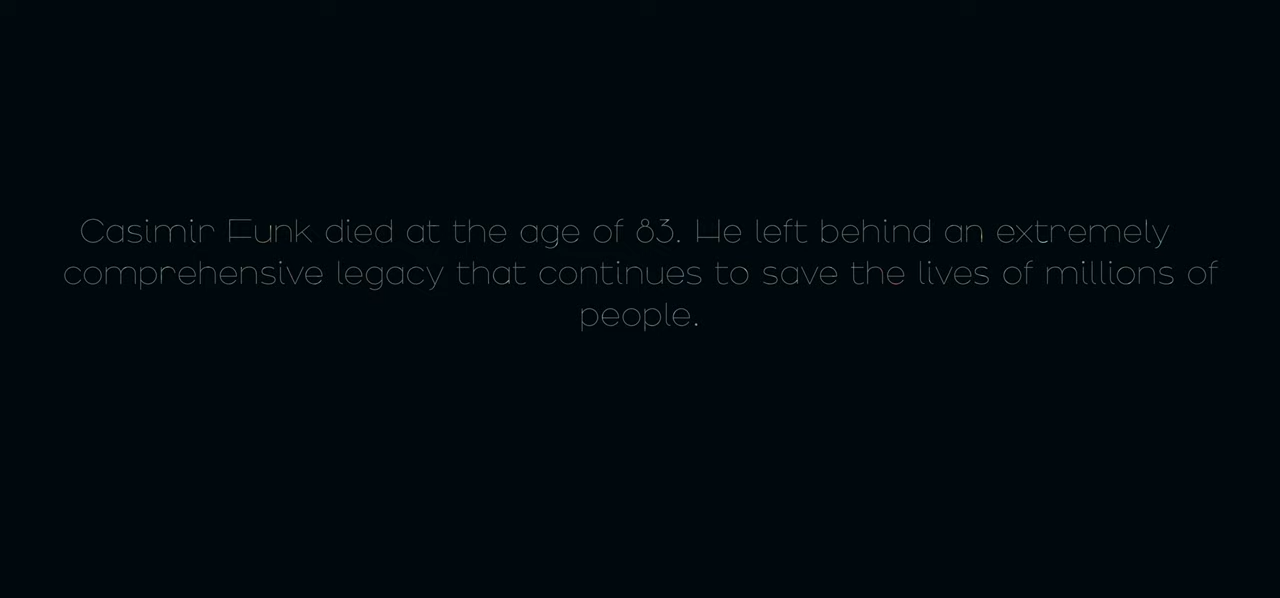 Casimir Funk died at the age of 83. He left behind an extremely
comprehensive legacy that continues to save the lives of millions of
people.